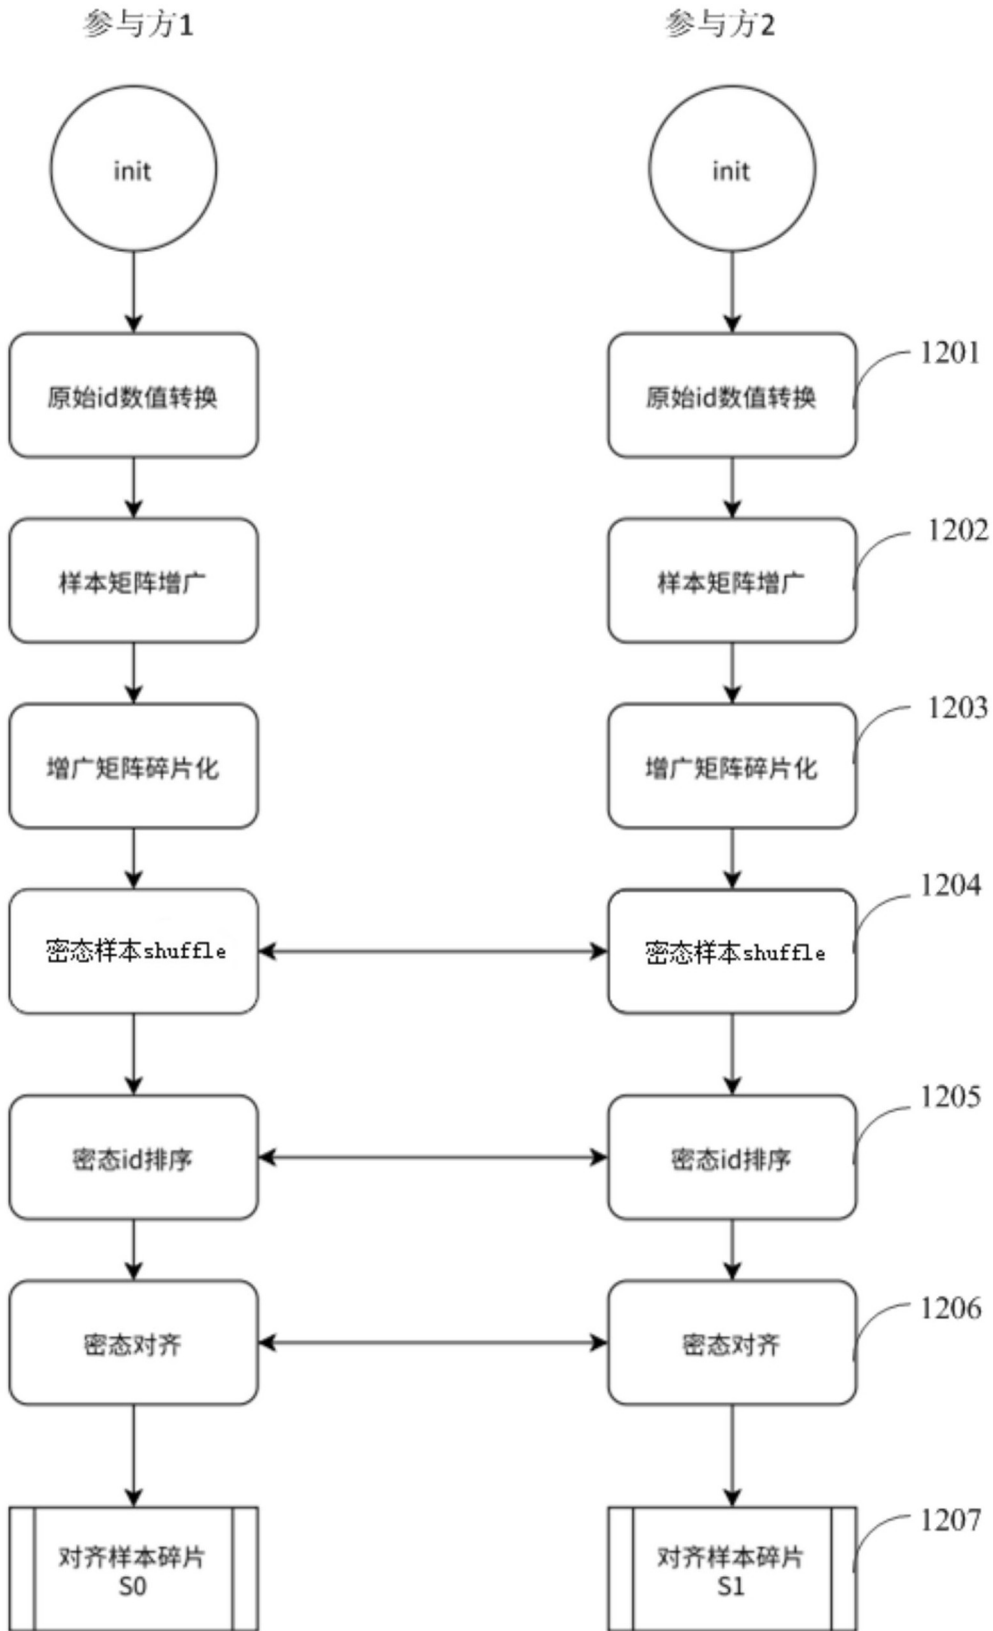 参与方1
参与方2
init
init
原始id数值转换
原始id数值转换
1201
样本矩阵增广
样本矩阵增广
1202
增广矩阵碎片化
增广矩阵碎片化
1203
密态样本shuffle
密态样本shuffle
1204
密态id排序
密态id排序
1205
密态对齐
密态对齐
1206
对齐样本碎片
S0
对齐样本碎片
S1
1207